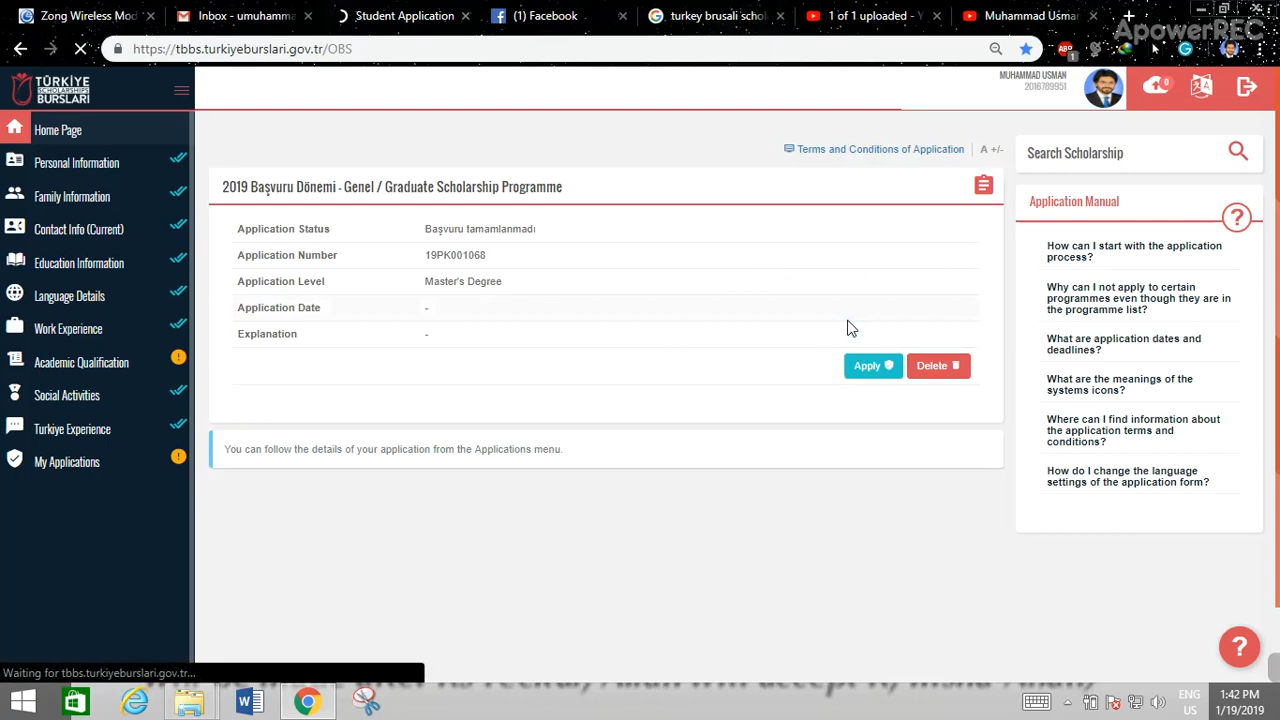 Zong Wireless Mod
Inbox - umuhamma
Student Application
(1) Facebook
turkey brusali schol
1 of 1 uploaded - Y
Muhammad Usma
ApowerREC
https://tbbs.turkiyeburslari.gov.tr/OBS
TÜRKİYE
SCHOLARSHIPS
BURSLARI
MUHAMMAD USMAN
2016789951
0
Home Page
Personal Information
Family Information
Contact Info (Current)
Education Information
Language Details
Work Experience
Academic Qualification
Social Activities
Turkiye Experience
My Applications
Terms and Conditions of Application
A +/-
2019 Başvuru Dönemi - Genel / Graduate Scholarship Programme
Application Status Başvuru tamamlanmadı
Application Number 19PK001068
Application Level Master's Degree
Application Date -
Explanation -
Apply
Delete
You can follow the details of your application from the Applications menu.
Search Scholarship
Application Manual
?
How can I start with the application
process?
Why can I not apply to certain
programmes even though they are in
the programme list?
What are application dates and
deadlines?
What are the meanings of the
systems icons?
Where can I find information about
the application terms and
conditions?
How do I change the language
settings of the application form?
?
Waiting for tbbs.turkiyeburslari.gov.tr...
ENG
US
1:42 PM
1/19/2019